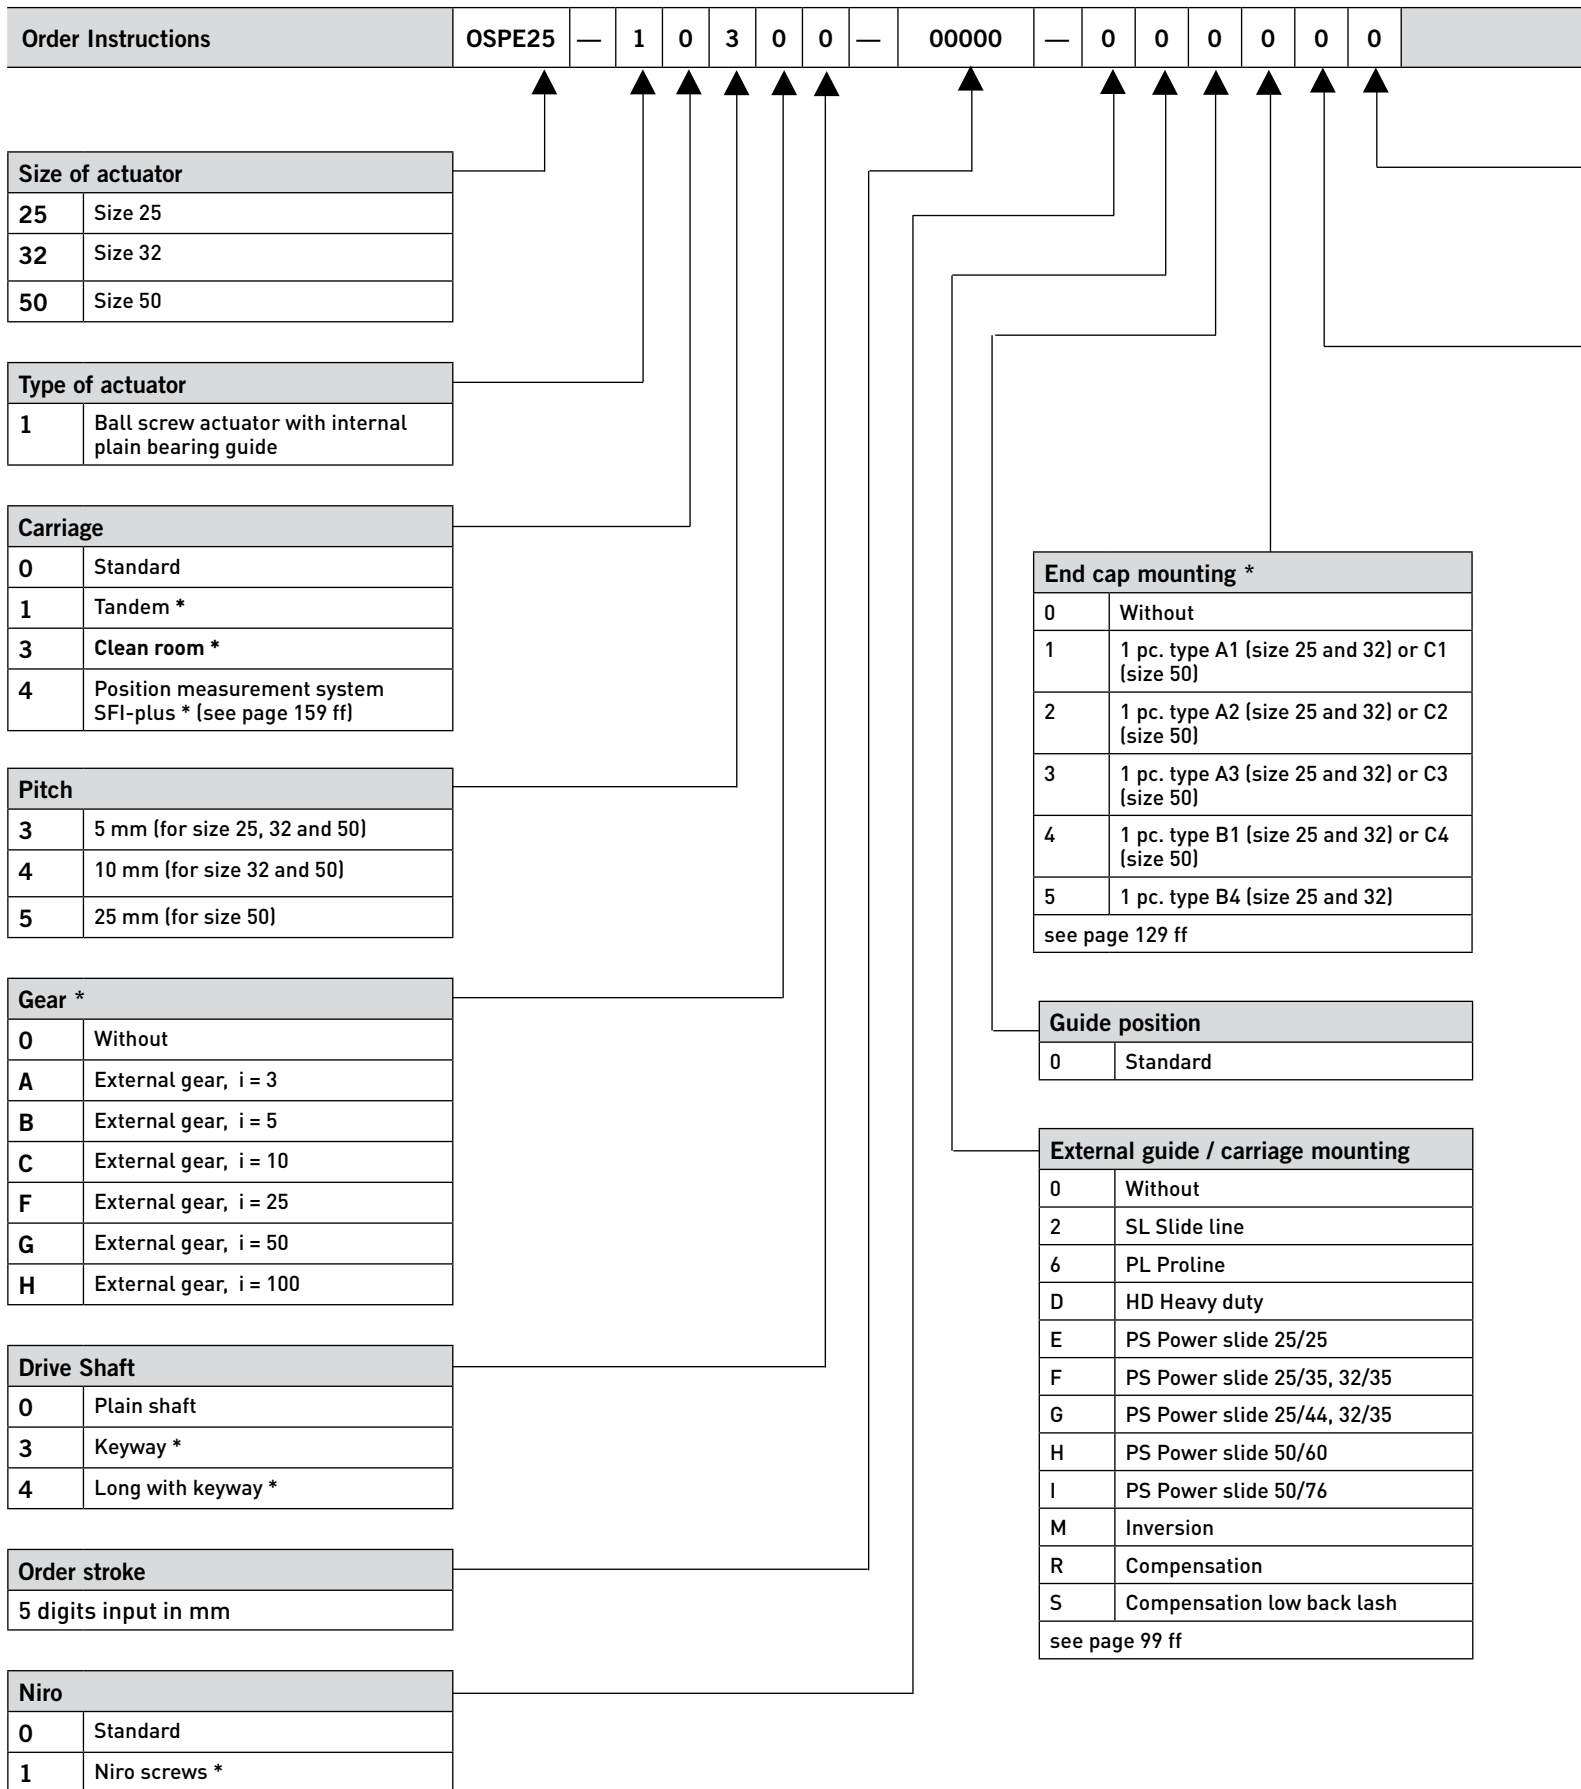 Order Instructions OSPE25 — 1 0 3 0 0 — 00000 — 0 0 0 0 0 0
Size of actuator
25 Size 25
32 Size 32
50 Size 50
Type of actuator
1 Ball screw actuator with internal
plain bearing guide
Carriage
0 Standard
1 Tandem *
3 Clean room *
4 Position measurement system
SFI-plus * (see page 159 ff)
Pitch
3 5 mm (for size 25, 32 and 50)
4 10 mm (for size 32 and 50)
5 25 mm (for size 50)
Gear *
0 Without
A External gear, i = 3
B External gear, i = 5
C External gear, i = 10
F External gear, i = 25
G External gear, i = 50
H External gear, i = 100
Drive Shaft
0 Plain shaft
3 Keyway *
4 Long with keyway *
Order stroke
5 digits input in mm
Niro
0 Standard
1 Niro screws *
End cap mounting *
0 Without
1 1 pc. type A1 (size 25 and 32) or C1
(size 50)
2 1 pc. type A2 (size 25 and 32) or C2
(size 50)
3 1 pc. type A3 (size 25 and 32) or C3
(size 50)
4 1 pc. type B1 (size 25 and 32) or C4
(size 50)
5 1 pc. type B4 (size 25 and 32)
see page 129 ff
Guide position
0 Standard
External guide / carriage mounting
0 Without
2 SL Slide line
6 PL Proline
D HD Heavy duty
E PS Power slide 25/25
F PS Power slide 25/35, 32/35
G PS Power slide 25/44, 32/35
H PS Power slide 50/60
I PS Power slide 50/76
M Inversion
R Compensation
S Compensation low back lash
see page 99 ff